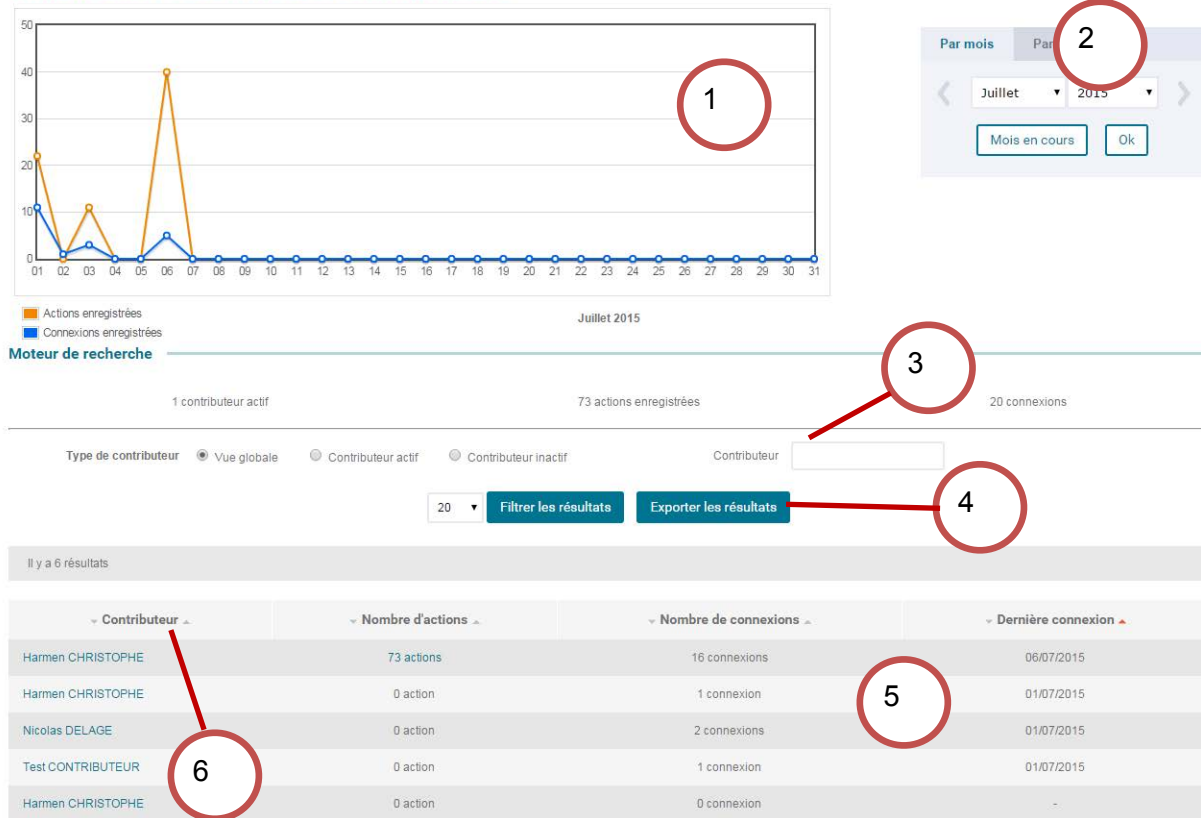 50
40
30
20
10
0
01 02 03 04 05 06 07 08 09 10 11 12 13 14 15 16 17 18 19 20 21 22 23 24 25 26 27 28 29 30 31
1
Actions enregistrées
Connexions enregistrées
Juillet 2015
Par mois Par
2
Juillet 2015
Mois en cours Ok
Moteur de recherche
3
1 contributeur actif 73 actions enregistrées 20 connexions
Type de contributeur Vue globale Contributeur actif Contributeur inactif Contributeur
20 Filtrer les résultats Exporter les résultats
4
Il y a 6 résultats
Contributeur Nombre d'actions Nombre de connexions Dernière connexion
Harmen CHRISTOPHE 73 actions 16 connexions 06/07/2015
Harmen CHRISTOPHE 0 action 1 connexion 01/07/2015
5
Nicolas DELAGE 0 action 2 connexions 01/07/2015
Test CONTRIBUTEUR 0 action 1 connexion 01/07/2015
6
Harmen CHRISTOPHE 0 action 0 connexion -